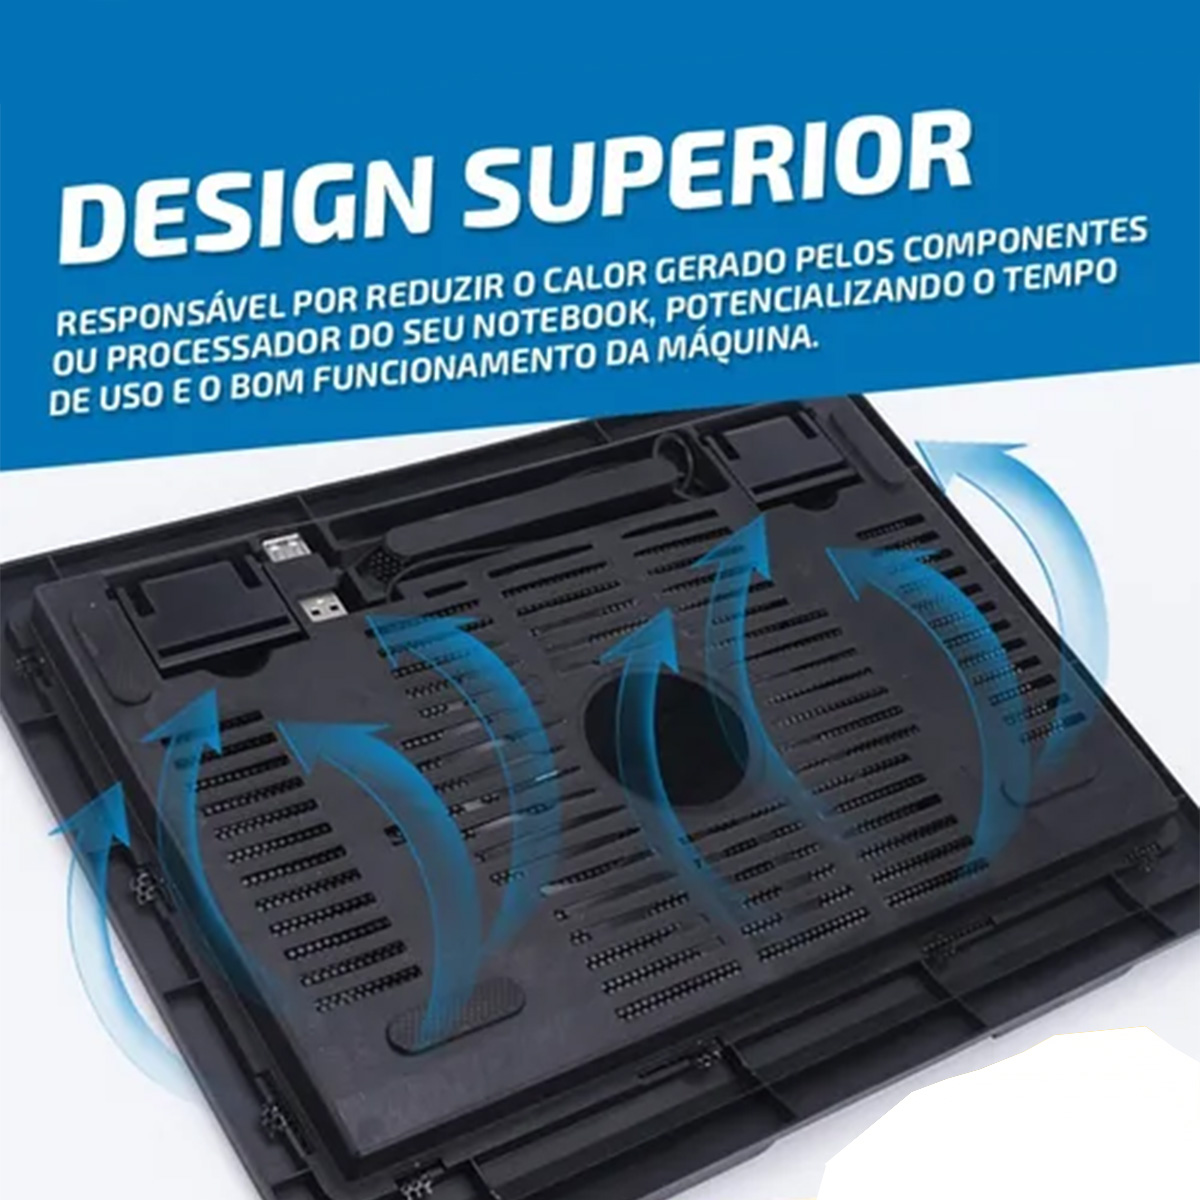 DESIGN SUPERIOR
RESPONSÁVEL POR REDUZIR O CALOR GERADO PELOS COMPONENTES
OU PROCESSADOR DO SEU NOTEBOOK, POTENCIALIZANDO O TEMPO
DE USO E O BOM FUNCIONAMENTO DA MÁQUINA.